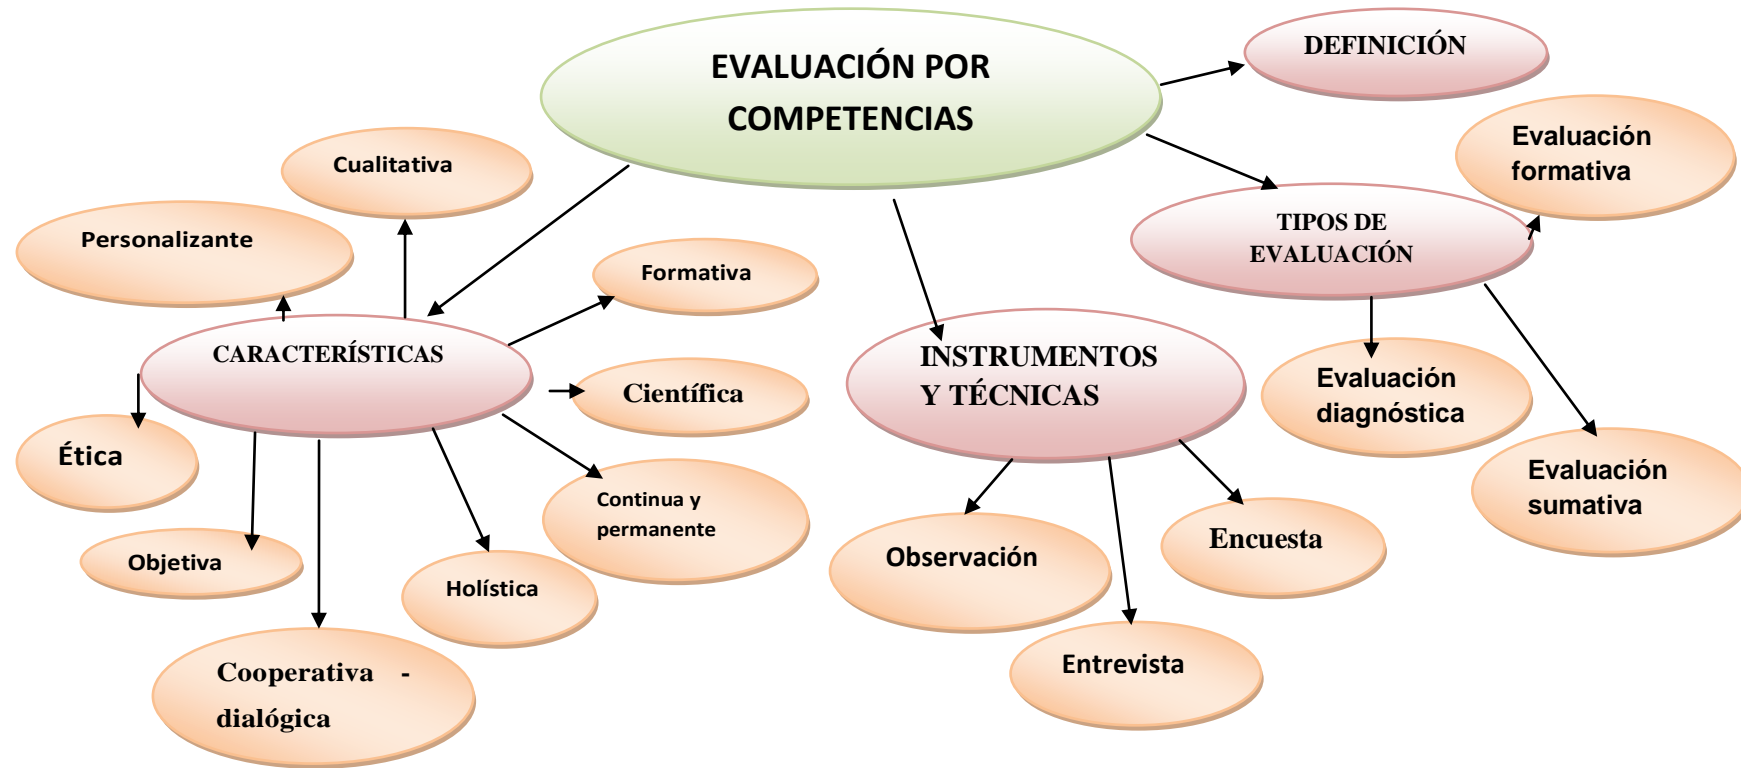 EVALUACIÓN POR
COMPETENCIAS
DEFINICIÓN
Evaluación
formativa
TIPOS DE
EVALUACIÓN
Cualitativa
Personalizante
Formativa
CARACTERÍSTICAS
Científica
INSTRUMENTOS
Y TÉCNICAS
Evaluación
diagnóstica
Ética
Continua y
permanente
Evaluación
sumativa
Objetiva
Holística
Observación
Encuesta
Cooperativa -
dialógica
Entrevista